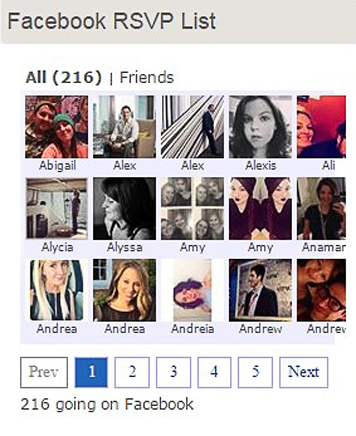 Facebook RSVP List
All (216) | Friends
Abigail Alex Alex Alexis Ali
Alycia Alyssa Amy Amy Anamar
Andrea Andrea Andreia Andrew Andrew
Prev 1 2 3 4 5 Next
216 going on Facebook